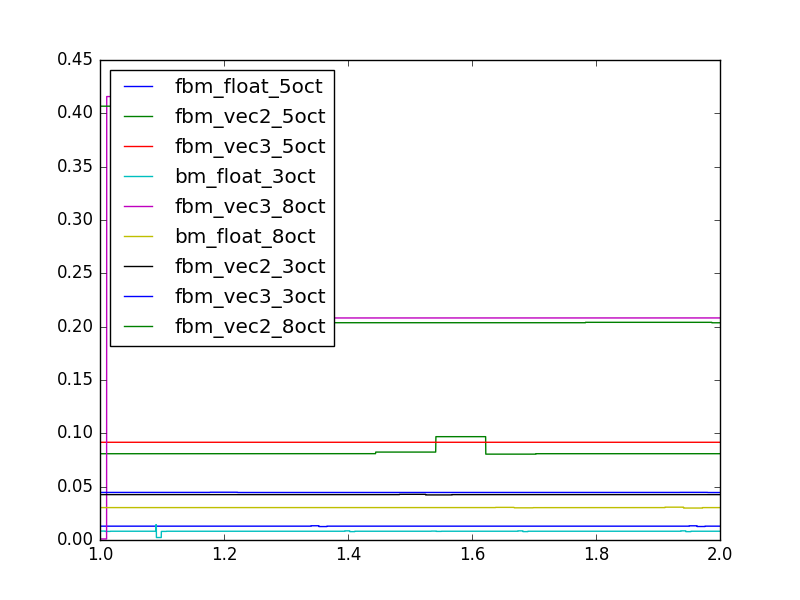 0.45
0.40
0.35
0.30
0.25
0.20
0.15
0.10
0.05
0.00
fbm_float_5oct
fbm_vec2_5oct
fbm_vec3_5oct
bm_float_3oct
fbm_vec3_8oct
bm_float_8oct
fbm_vec2_3oct
fbm_vec3_3oct
fbm_vec2_8oct
1.0 1.2 1.4 1.6 1.8 2.0